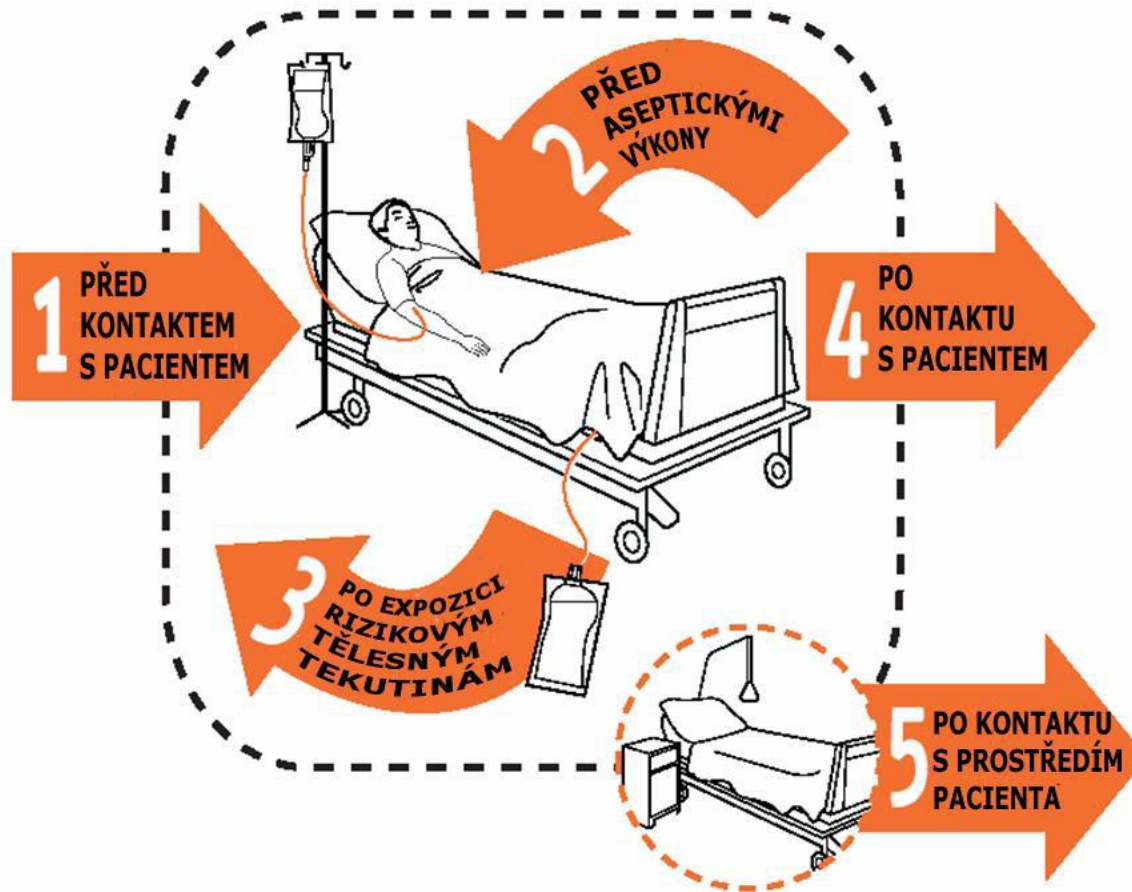 1
PŘED
KONTAKTEM
S PACIENTEM
2
PŘED
ASEPTICKÝMI
VÝKONY
3
PO EXPOZICI
RIZIKOVÝM
TĚLESNÝM
TEKUTINÁM
4
PO
KONTAKTU
S PACIENTEM
5
PO KONTAKTU
S PROSTŘEDÍM
PACIENTA